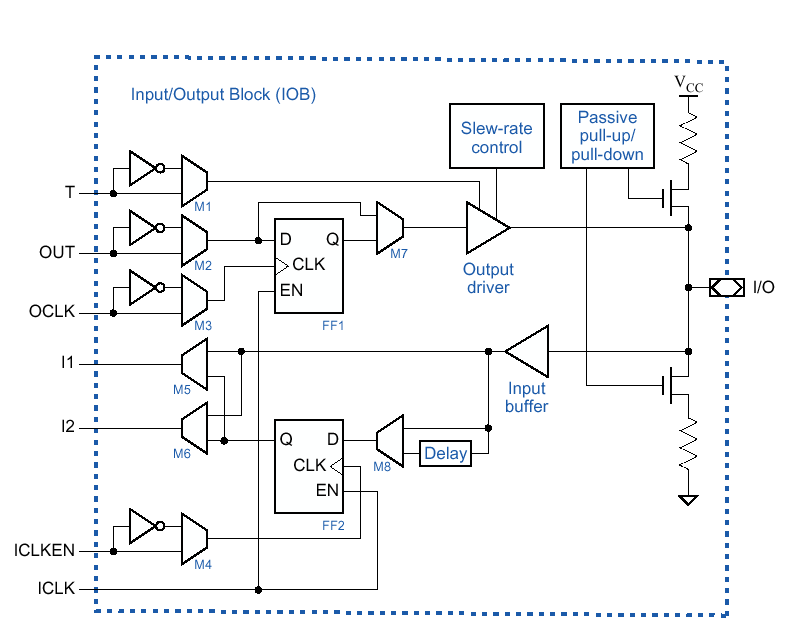 V
CC
Input/Output Block (IOB)
Slew-rate
control
Passive
pull-up/
pull-down
T
M1
OUT
M2
D
Q
M7
CLK
Output
driver
EN
OCLK
M3
FF1
I/O
I1
M5
Input
buffer
I2
M6
Q
D
M8
Delay
CLK
EN
FF2
ICLKEN
M4
ICLK